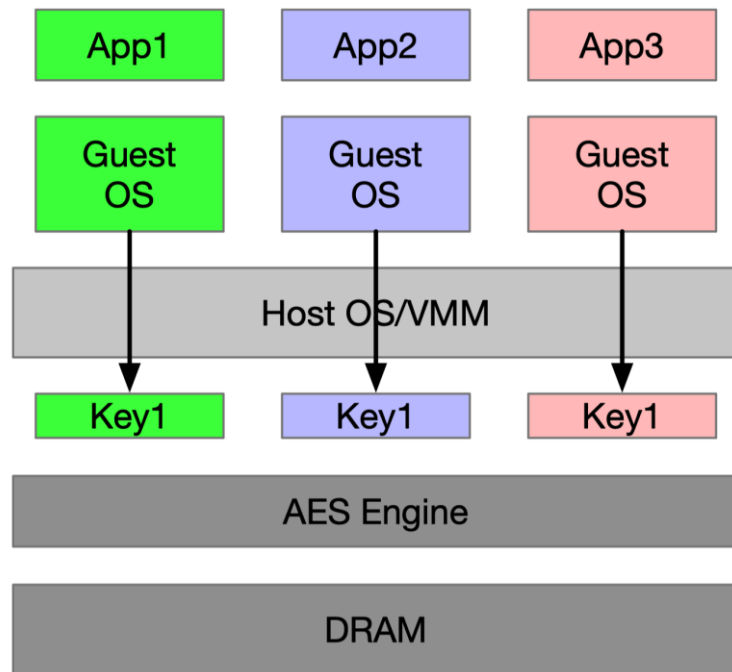 App1
App2
App3
Guest
OS
Guest
OS
Guest
OS
Host OS/VMM
Key1
Key1
Key1
AES Engine
DRAM